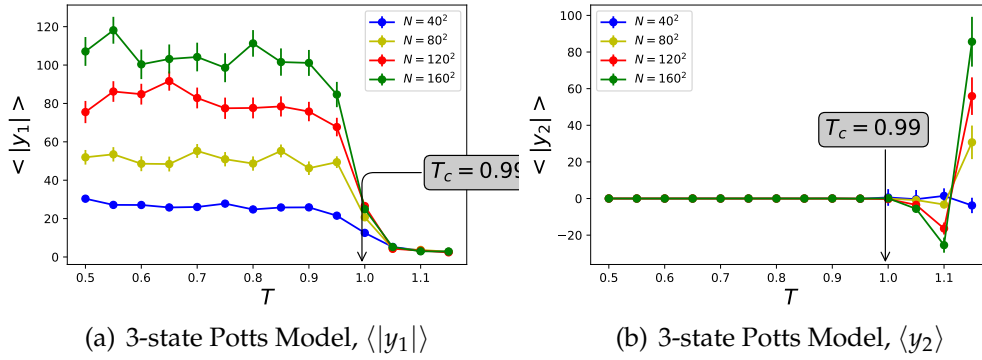 < |y₁| >
120
100
80
60
40
20
0
N = 40²
N = 80²
N = 120²
N = 160²
T_c = 0.99
0.5 0.6 0.7 0.8 0.9 1.0 1.1
T
(a) 3-state Potts Model, ⟨|y₁|⟩
< |y₂| >
100
80
60
40
20
0
−20
N = 40²
N = 80²
N = 120²
N = 160²
T_c = 0.99
0.5 0.6 0.7 0.8 0.9 1.0 1.1
T
(b) 3-state Potts Model, ⟨y₂⟩